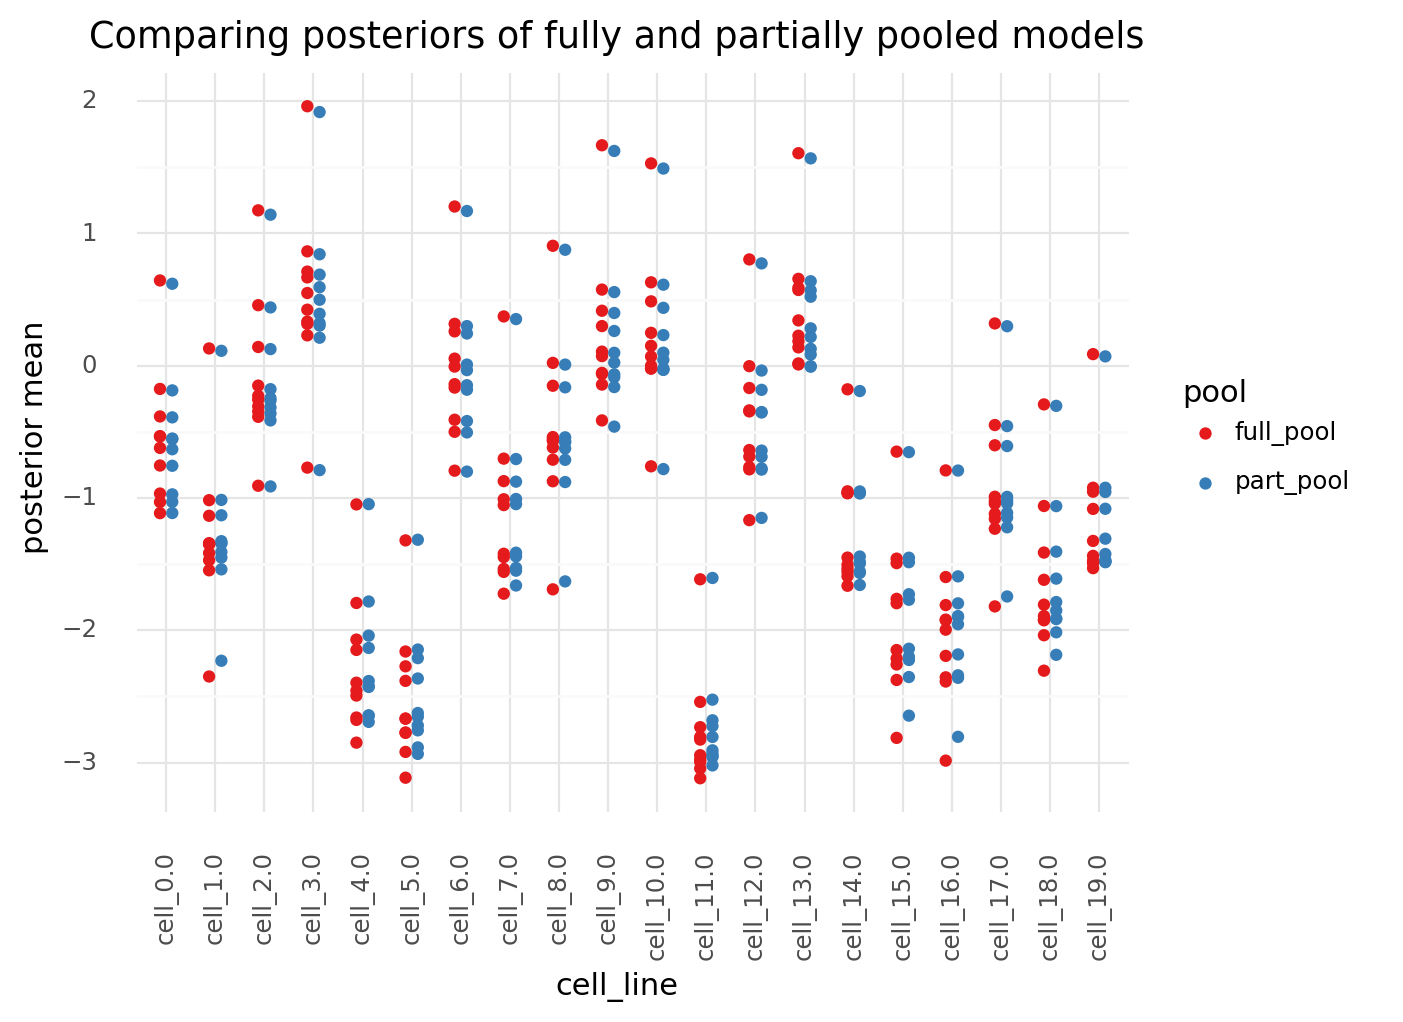 Comparing posteriors of fully and partially pooled models
2
1
0
−1
−2
−3
posterior mean
cell_0.0
cell_1.0
cell_2.0
cell_3.0
cell_4.0
cell_5.0
cell_6.0
cell_7.0
cell_8.0
cell_9.0
cell_10.0
cell_11.0
cell_12.0
cell_13.0
cell_14.0
cell_15.0
cell_16.0
cell_17.0
cell_18.0
cell_19.0
cell_line
pool
full_pool
part_pool